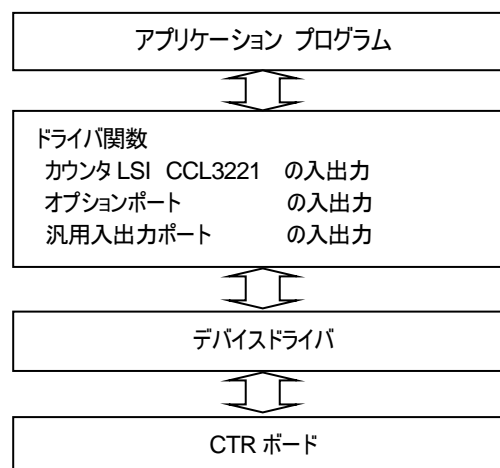 アプリケーション プログラム
ドライバ関数
カウンタ LSI CCL3221 の入出力
オプションポート の入出力
汎用入出力ポート の入出力
デバイスドライバ
CTR ボード